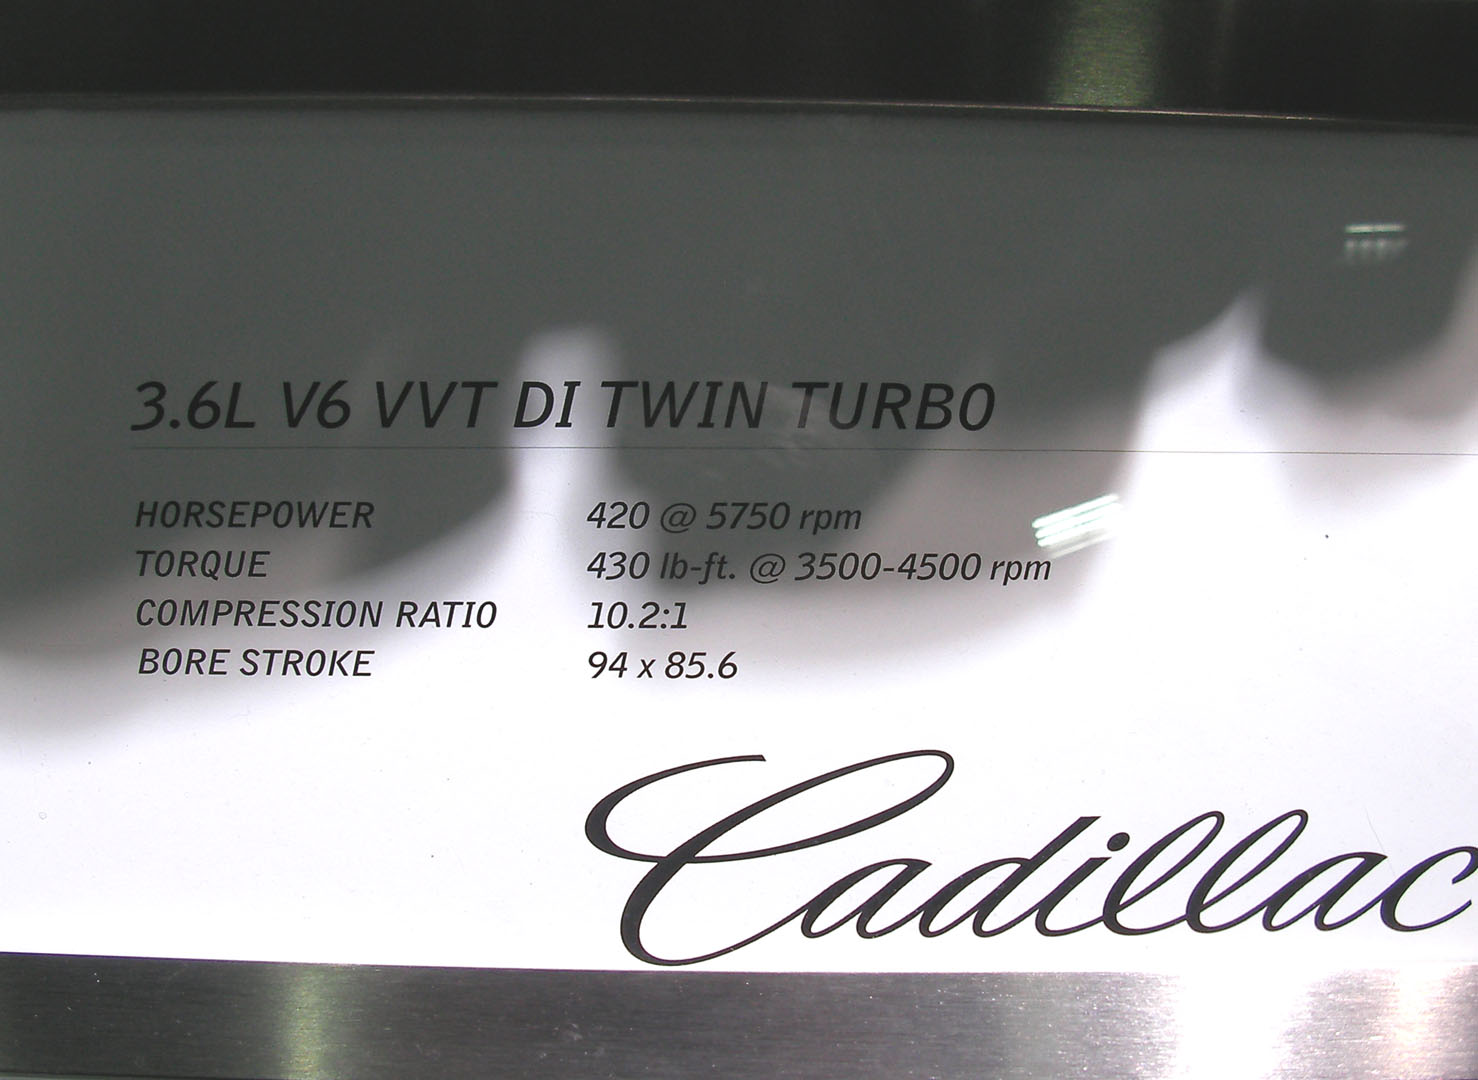 3.6L V6 VVT DI TWIN TURBO
HORSEPOWER 420 @ 5750 rpm
TORQUE 430 lb-ft. @ 3500-4500 rpm
COMPRESSION RATIO 10.2:1
BORE STROKE 94 x 85.6
Cadillac